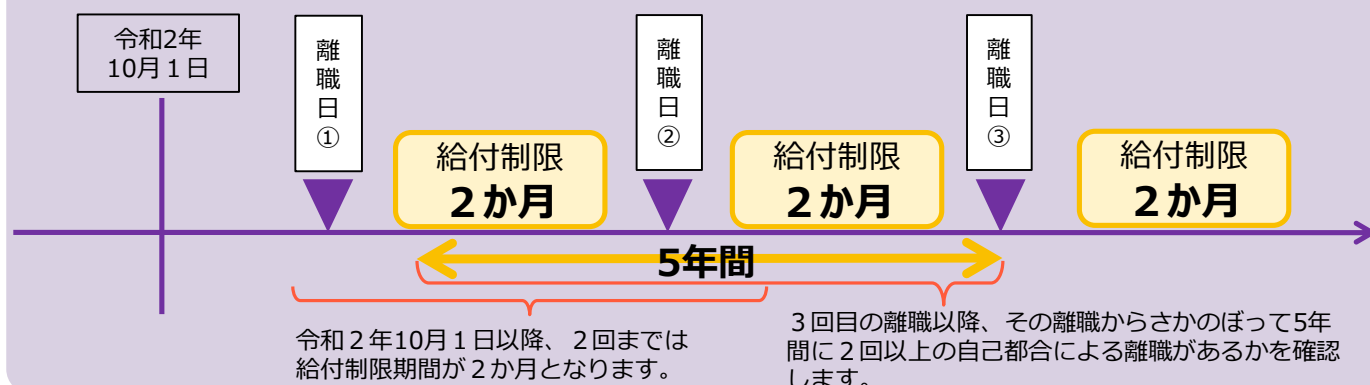 令和2年
10月１日
離職日①
離職日②
離職日③
給付制限
２か月
給付制限
２か月
給付制限
２か月
5年間
令和２年10月１日以降、２回までは
給付制限期間が２か月となります。
３回目の離職以降、その離職からさかのぼって5年
間に２回以上の自己都合による離職があるかを確認
します。